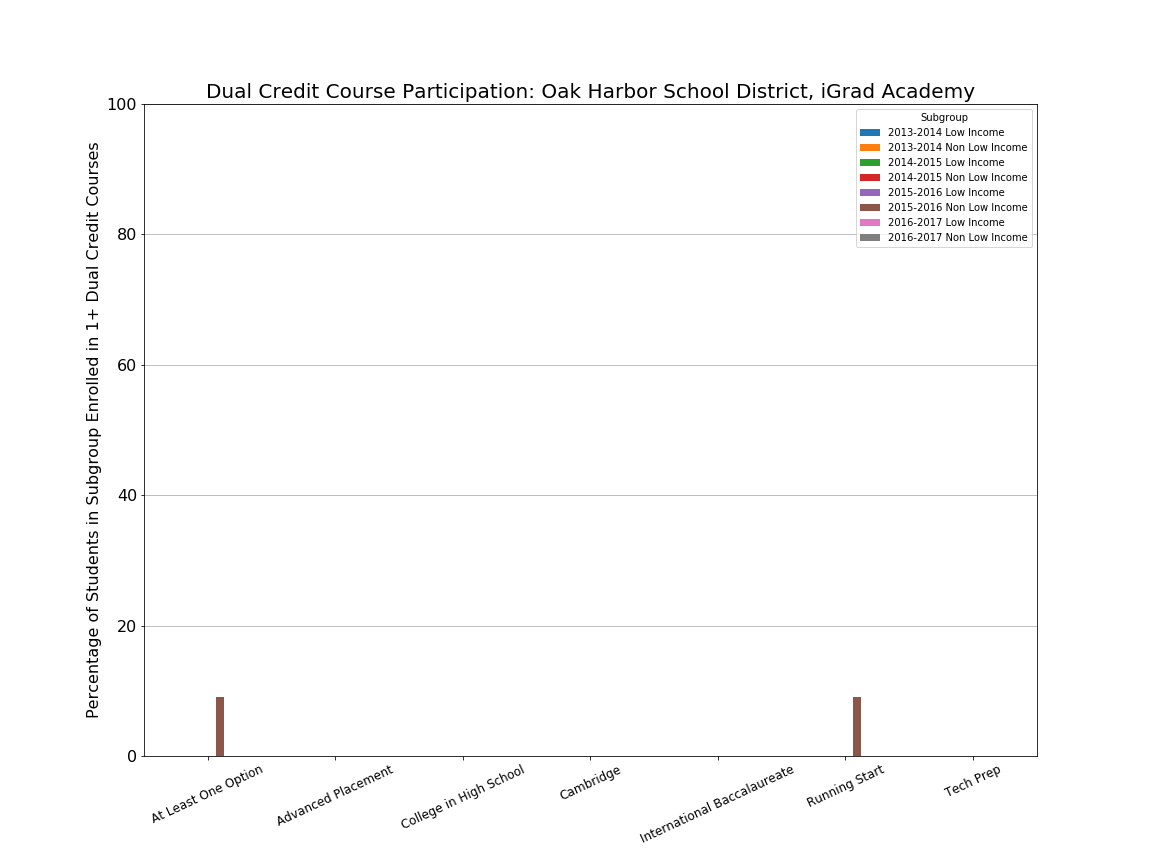 Dual Credit Course Participation: Oak Harbor School District, iGrad Academy
Percentage of Students in Subgroup Enrolled in 1+ Dual Credit Courses
100
80
60
40
20
0
Subgroup
2013-2014 Low Income
2013-2014 Non Low Income
2014-2015 Low Income
2014-2015 Non Low Income
2015-2016 Low Income
2015-2016 Non Low Income
2016-2017 Low Income
2016-2017 Non Low Income
At Least One Option
Advanced Placement
College in High School
Cambridge
International Baccalaureate
Running Start
Tech Prep